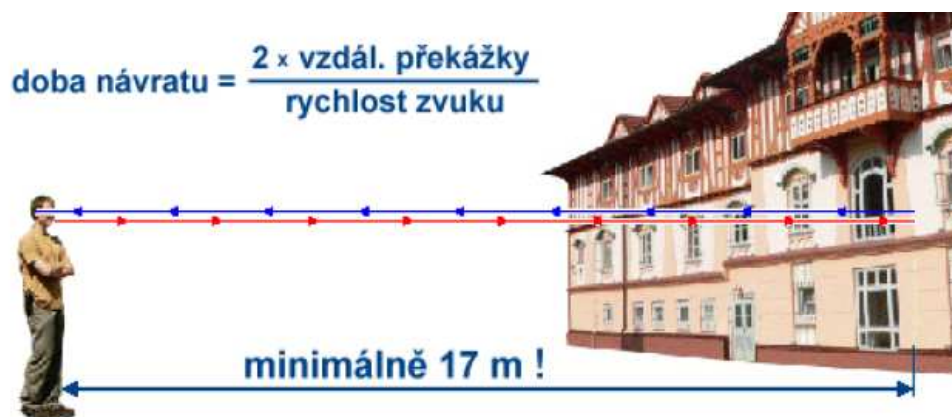 doba návratu = 2 × vzdál. překážky
rychlost zvuku
minimálně 17 m !